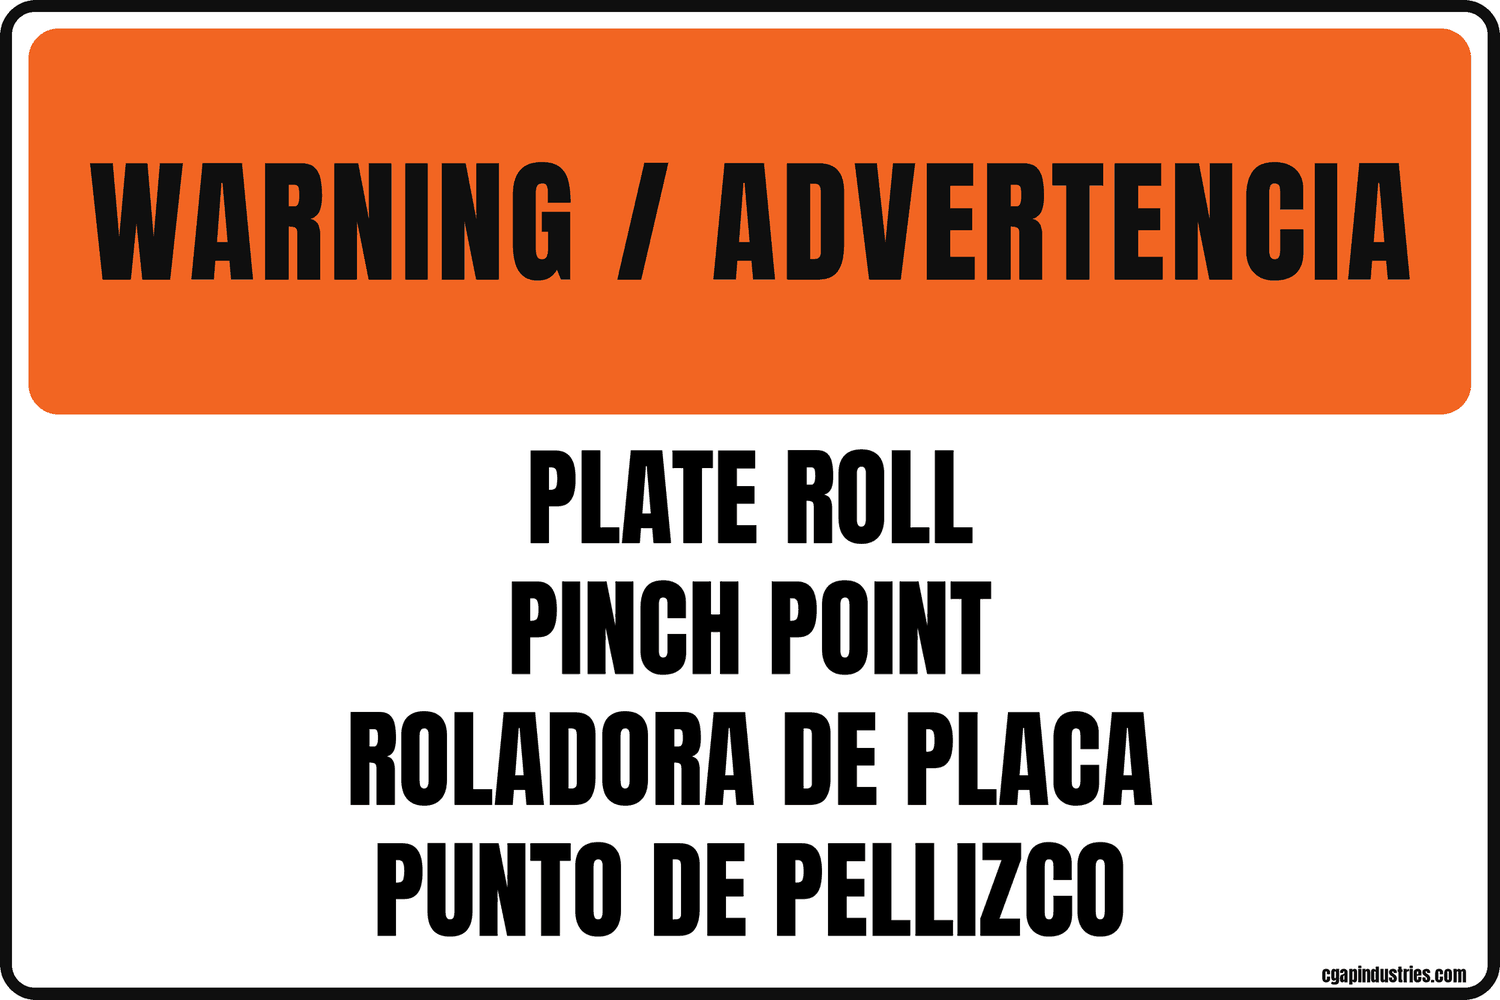 WARNING / ADVERTENCIA
PLATE ROLL
PINCH POINT
ROLADORA DE PLACA
PUNTO DE PELLIZCO
cgapindustries.com